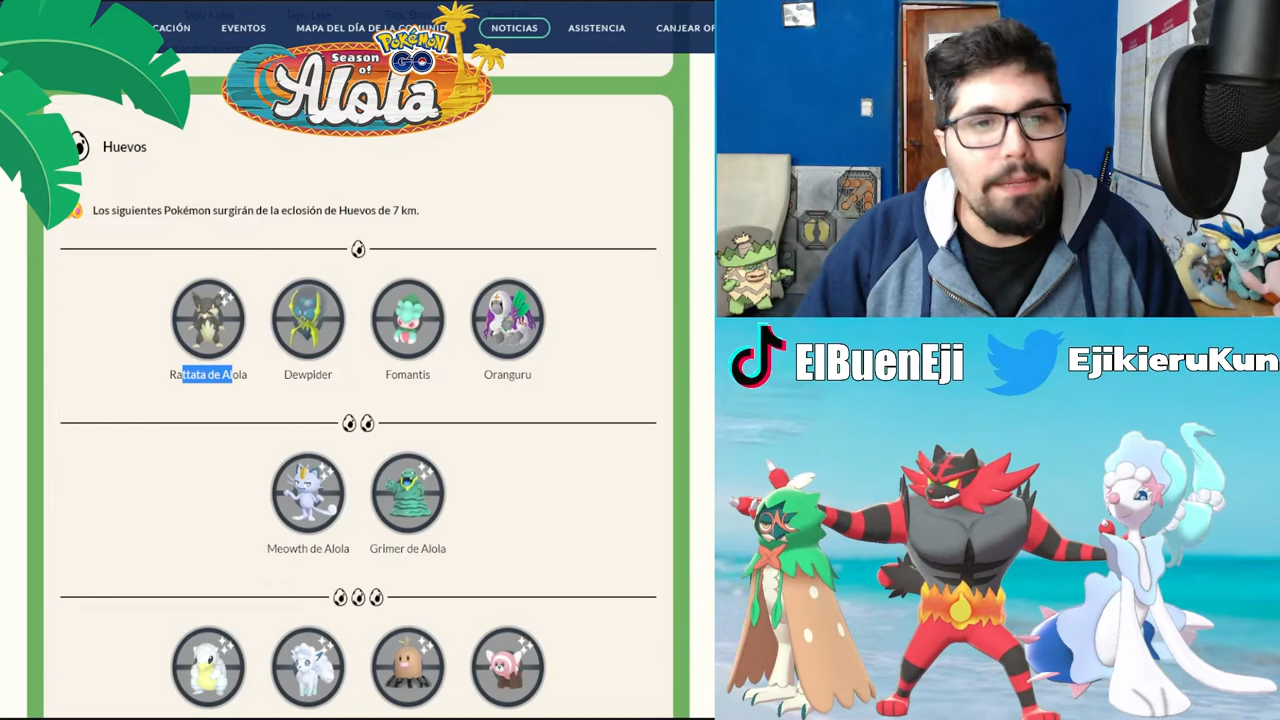 CACIÓN
EVENTOS
MAPA DEL DÍA DE LA COMUNID
NOTICIAS
ASISTENCIA
CANJEAR OF
Pokémon
GO
Season
of
Alola
Huevos
Los siguientes Pokémon surgirán de la eclosión de Huevos de 7 km.
Rattata de Alola
Dewpider
Fomantis
Oranguru
Meowth de Alola
Grimer de Alola
ElBuenEji
EjikieruKun